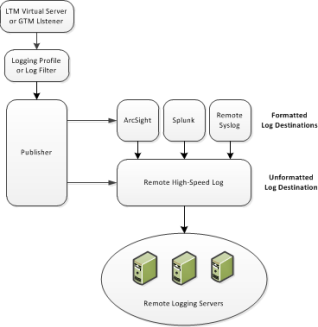 LTM Virtual Server
or GTM Listener
Logging Profile
or Log Filter
Publisher
ArcSight
Splunk
Remote
Syslog
Formatted
Log Destinations
Remote High-Speed Log
Unformatted
Log Destination
Remote Logging Servers